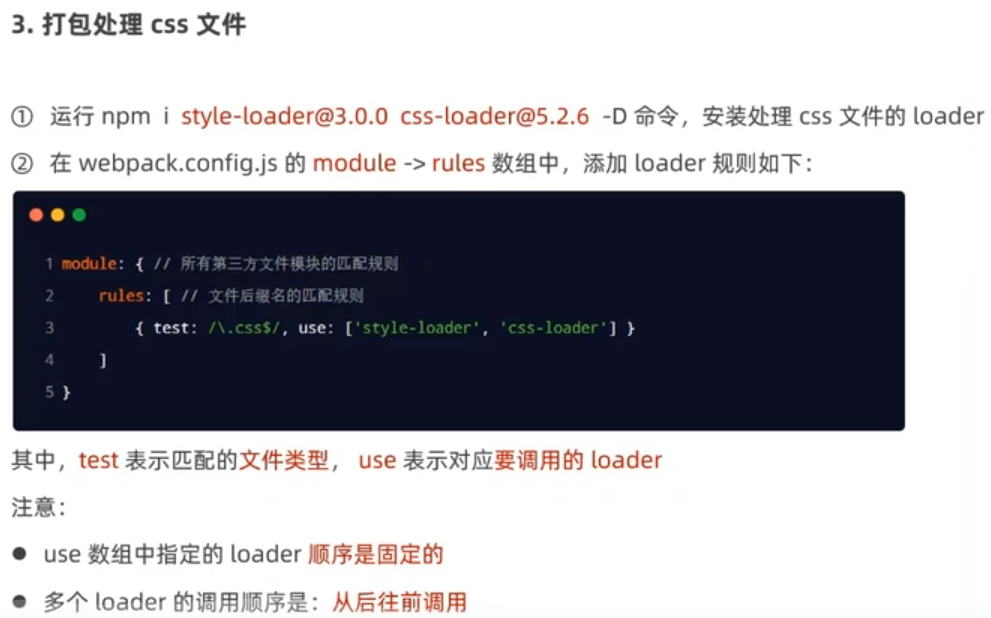 3. 打包处理 css 文件
① 运行 npm i style-loader@3.0.0 css-loader@5.2.6 -D 命令，安装处理 css 文件的 loader
② 在 webpack.config.js 的 module -> rules 数组中，添加 loader 规则如下：
1 module: { // 所有第三方文件模块的匹配规则
2     rules: [ // 文件后缀名的匹配规则
3         { test: /\.css$/, use: ['style-loader', 'css-loader'] }
4     ]
5 }
其中，test 表示匹配的文件类型， use 表示对应要调用的 loader
注意：
● use 数组中指定的 loader 顺序是固定的
● 多个 loader 的调用顺序是：从后往前调用